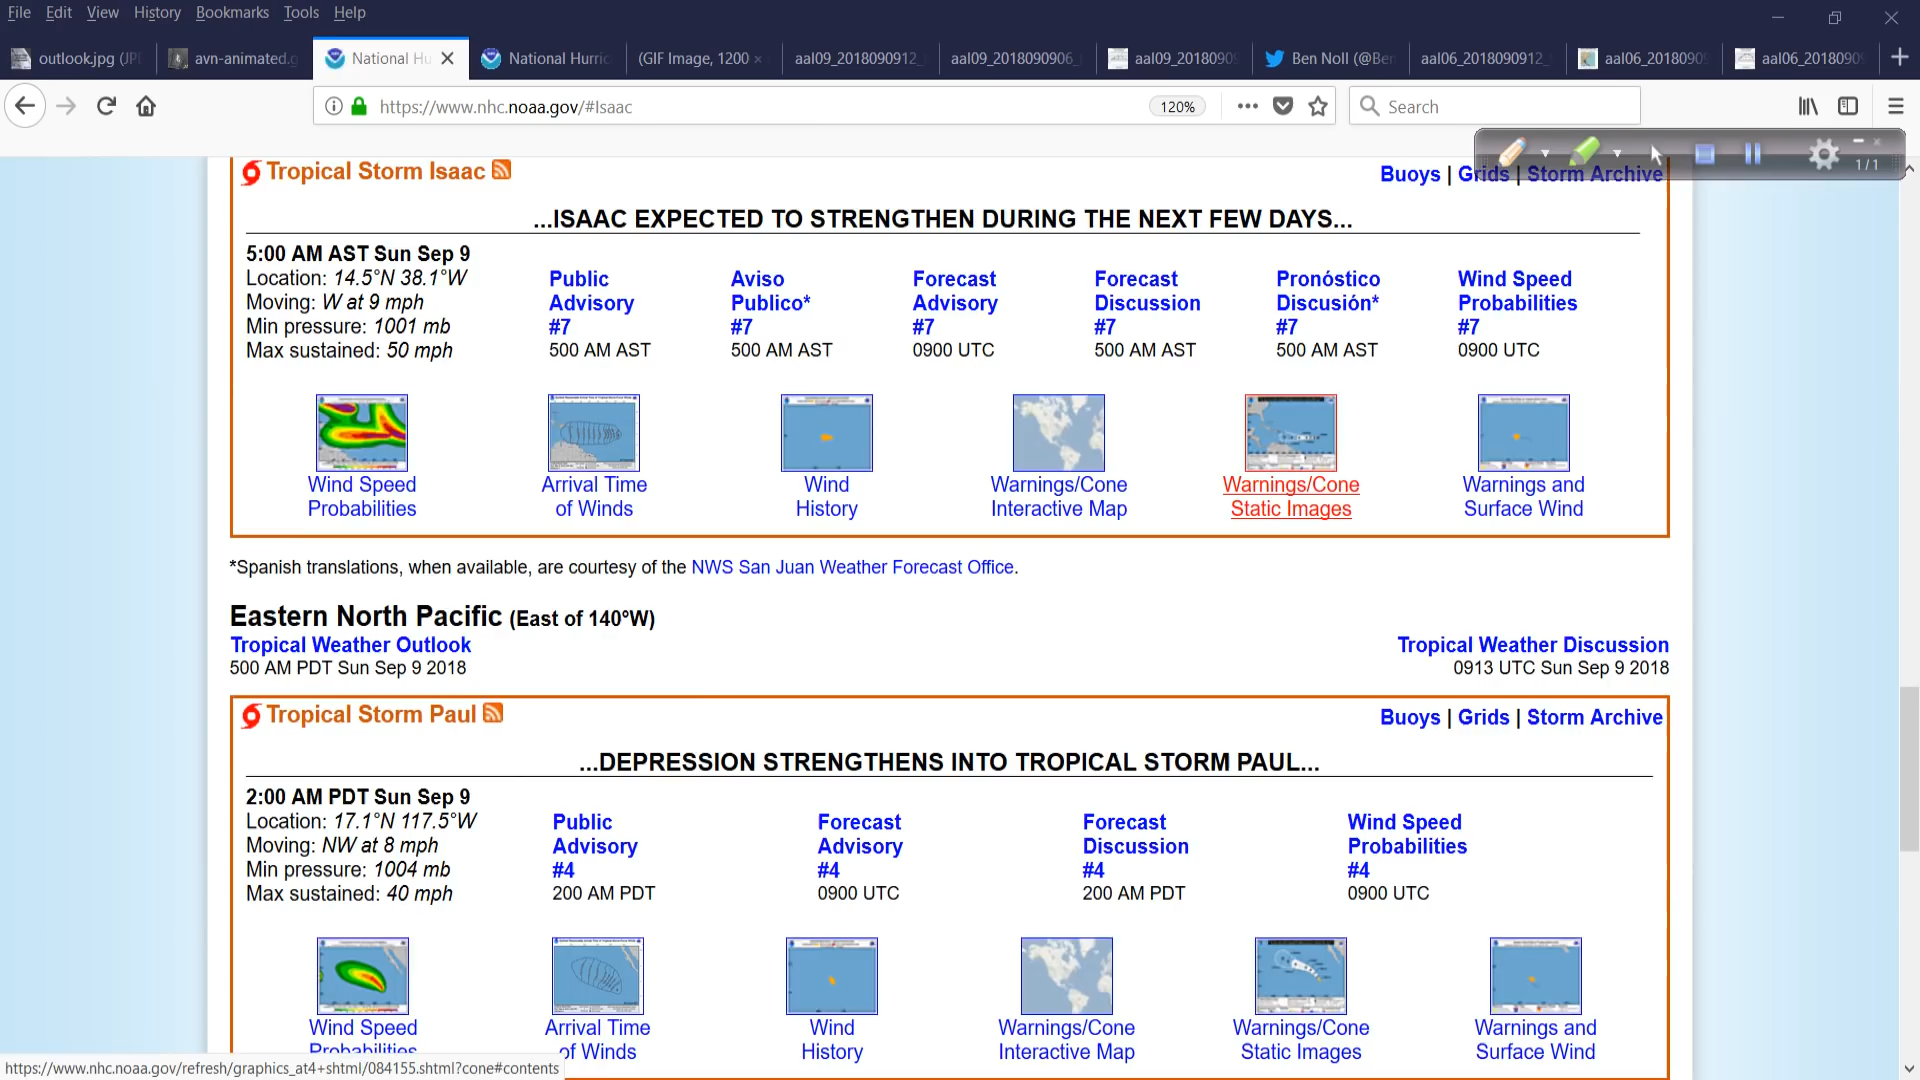 File Edit View History Bookmarks Tools Help
outlook.jpg (JP
avn-animated.g
National Hu
National Hurric
(GIF Image, 1200 ×
aal09_2018090912_
aal09_2018090906_
aal09_2018090
Ben Noll (@Ben
aal06_2018090912_
aal06_2018090
aal06_2018090
https://www.nhc.noaa.gov/#Isaac
120%
Search
1/1
Tropical Storm Isaac
Buoys | Grids | Storm Archive
...ISAAC EXPECTED TO STRENGTHEN DURING THE NEXT FEW DAYS...
5:00 AM AST Sun Sep 9
Location: 14.5°N 38.1°W
Moving: W at 9 mph
Min pressure: 1001 mb
Max sustained: 50 mph
Public
Advisory
#7
500 AM AST
Aviso
Publico*
#7
500 AM AST
Forecast
Advisory
#7
0900 UTC
Forecast
Discussion
#7
500 AM AST
Pronóstico
Discusión*
#7
500 AM AST
Wind Speed
Probabilities
#7
0900 UTC
Wind Speed
Probabilities
Arrival Time
of Winds
Wind
History
Warnings/Cone
Interactive Map
Warnings/Cone
Static Images
Warnings and
Surface Wind
*Spanish translations, when available, are courtesy of the NWS San Juan Weather Forecast Office.
Eastern North Pacific (East of 140°W)
Tropical Weather Outlook
500 AM PDT Sun Sep 9 2018
Tropical Weather Discussion
0913 UTC Sun Sep 9 2018
Tropical Storm Paul
Buoys | Grids | Storm Archive
...DEPRESSION STRENGTHENS INTO TROPICAL STORM PAUL...
2:00 AM PDT Sun Sep 9
Location: 17.1°N 117.5°W
Moving: NW at 8 mph
Min pressure: 1004 mb
Max sustained: 40 mph
Public
Advisory
#4
200 AM PDT
Forecast
Advisory
#4
0900 UTC
Forecast
Discussion
#4
200 AM PDT
Wind Speed
Probabilities
#4
0900 UTC
Wind Speed
Probabilities
Arrival Time
of Winds
Wind
History
Warnings/Cone
Interactive Map
Warnings/Cone
Static Images
Warnings and
Surface Wind
https://www.nhc.noaa.gov/refresh/graphics_at4+shtml/084155.shtml?cone#contents